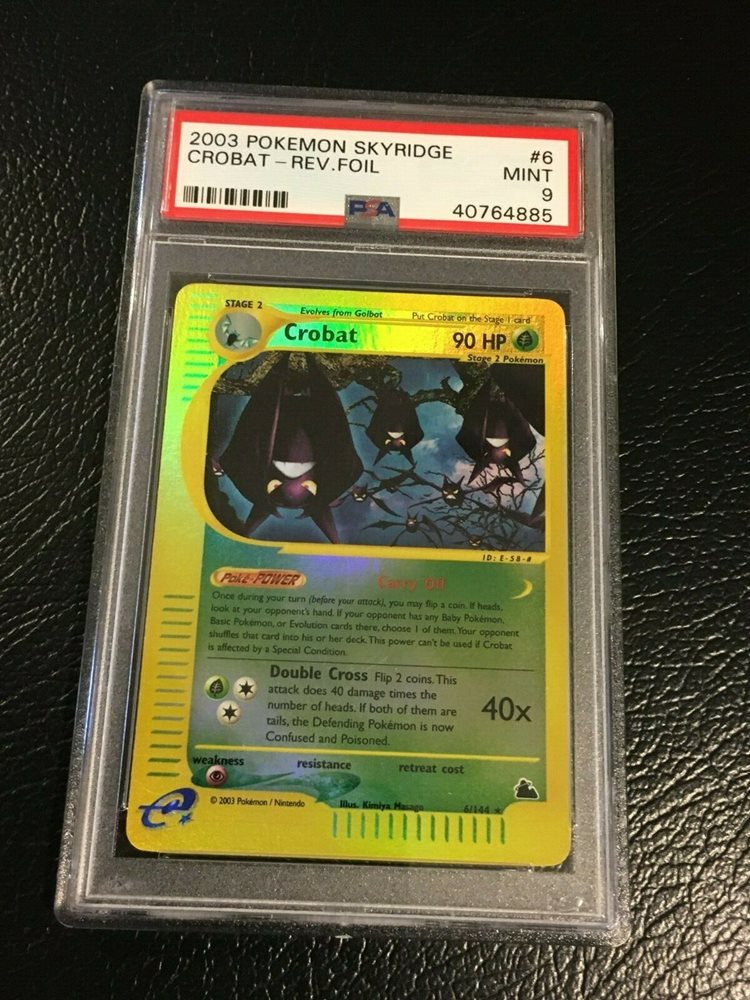 2003 POKEMON SKYRIDGE #6
CROBAT – REV.FOIL MINT
9
PSA 40764885
STAGE 2
Evolves from Golbat Put Crobat on the Stage 1 card
Crobat 90 HP
Stage 2 Pokémon
ID: E-58-#
Poké-POWER Carry Off
Once during your turn (before your attack), you may flip a coin. If heads,
look at your opponent's hand. If your opponent has any Baby Pokémon,
Basic Pokémon, or Evolution cards there, choose 1 of them. Your opponent
shuffles that card into his or her deck. This power can't be used if Crobat
is affected by a Special Condition.
Double Cross Flip 2 coins. This
attack does 40 damage times the
number of heads. If both of them are
tails, the Defending Pokémon is now
Confused and Poisoned.
40x
weakness resistance retreat cost
© 2003 Pokémon / Nintendo Illus. Kimiya Masago 6/144 ★
e